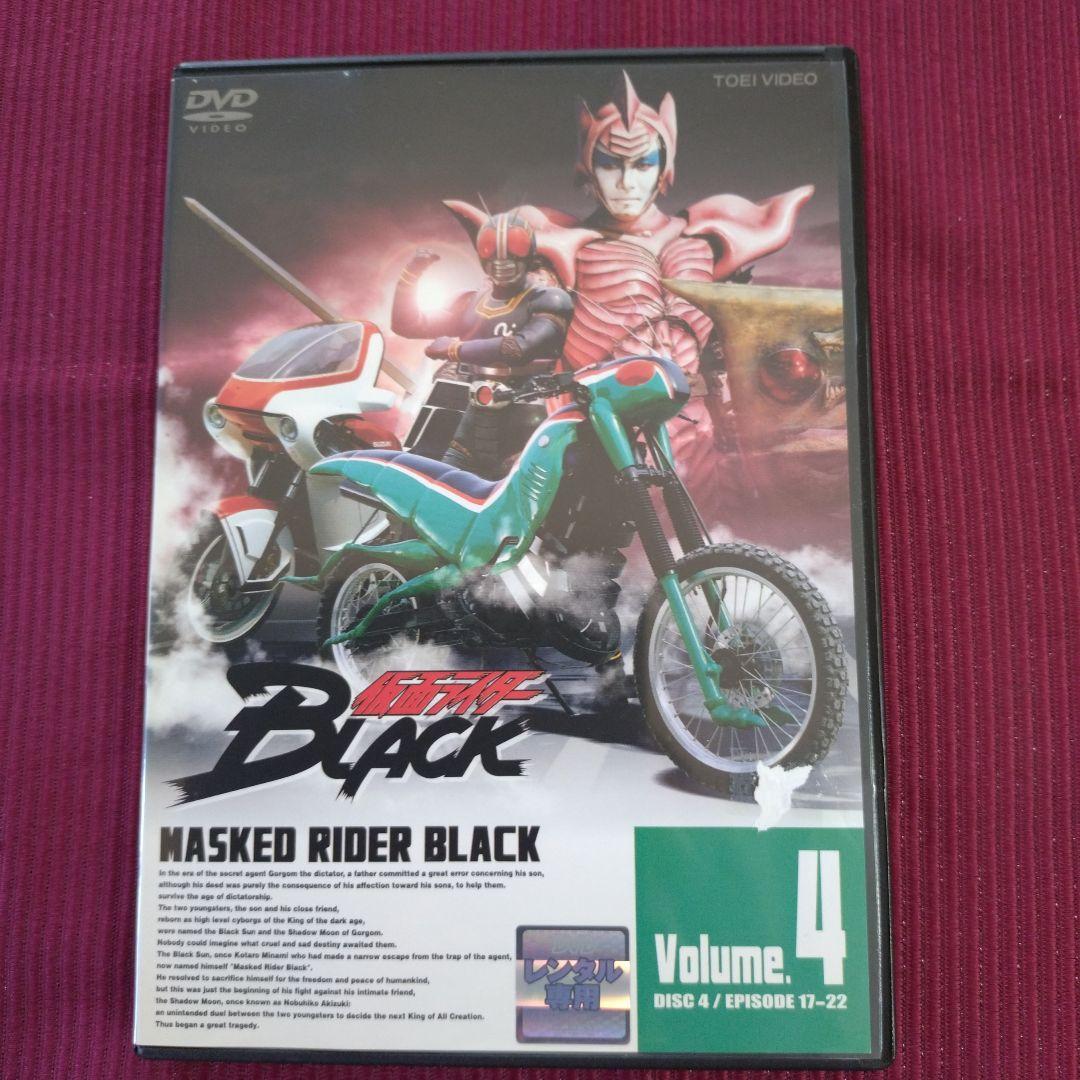 DVD
VIDEO
TOEI VIDEO
SUZUKI
仮面ライダー
BLACK
MASKED RIDER BLACK
In the era of the secret agent Gorgom the dictator, a father committed a great error concerning his son,
although his deed was purely the consequence of his affection toward his sons, to help them.
survive the age of dictatorship.
The two youngsters, the son and his close friend,
reborn as high level cyborgs of the King of the dark age,
were named the Black Sun and the Shadow Moon of Gorgom.
Nobody could imagine what cruel and sad destiny awaited them.
The Black Sun, once Kotaro Minami who had made a narrow escape from the trap of the agent,
now named himself "Masked Rider Black".
He resolved to sacrifice himself for the freedom and peace of humankind,
but this was just the beginning of his fight against his intimate friend,
the Shadow Moon, once known as Nobuhiko Akizuki:
an unintended duel between the two youngsters to decide the next King of All Creation.
Thus began a great tragedy.
レンタル
専用
Volume.4
DISC 4 / EPISODE 17-22